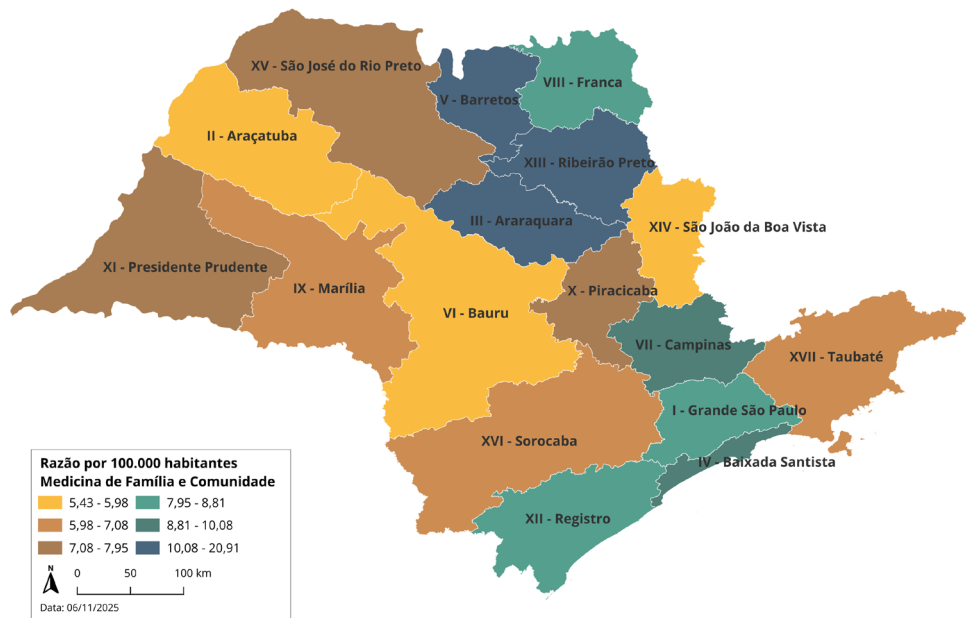 XV - São José do Rio Preto
VIII - Franca
V - Barretos
II - Araçatuba
XIII - Ribeirão Preto
III - Araraquara
XIV - São João da Boa Vista
XI - Presidente Prudente
IX - Marília
X - Piracicaba
VI - Bauru
VII - Campinas
XVII - Taubaté
I - Grande São Paulo
XVI - Sorocaba
IV - Baixada Santista
XII - Registro
Razão por 100.000 habitantes
Medicina de Família e Comunidade
5,43 - 5,98
7,95 - 8,81
5,98 - 7,08
8,81 - 10,08
7,08 - 7,95
10,08 - 20,91
N
0 50 100 km
Data: 06/11/2025